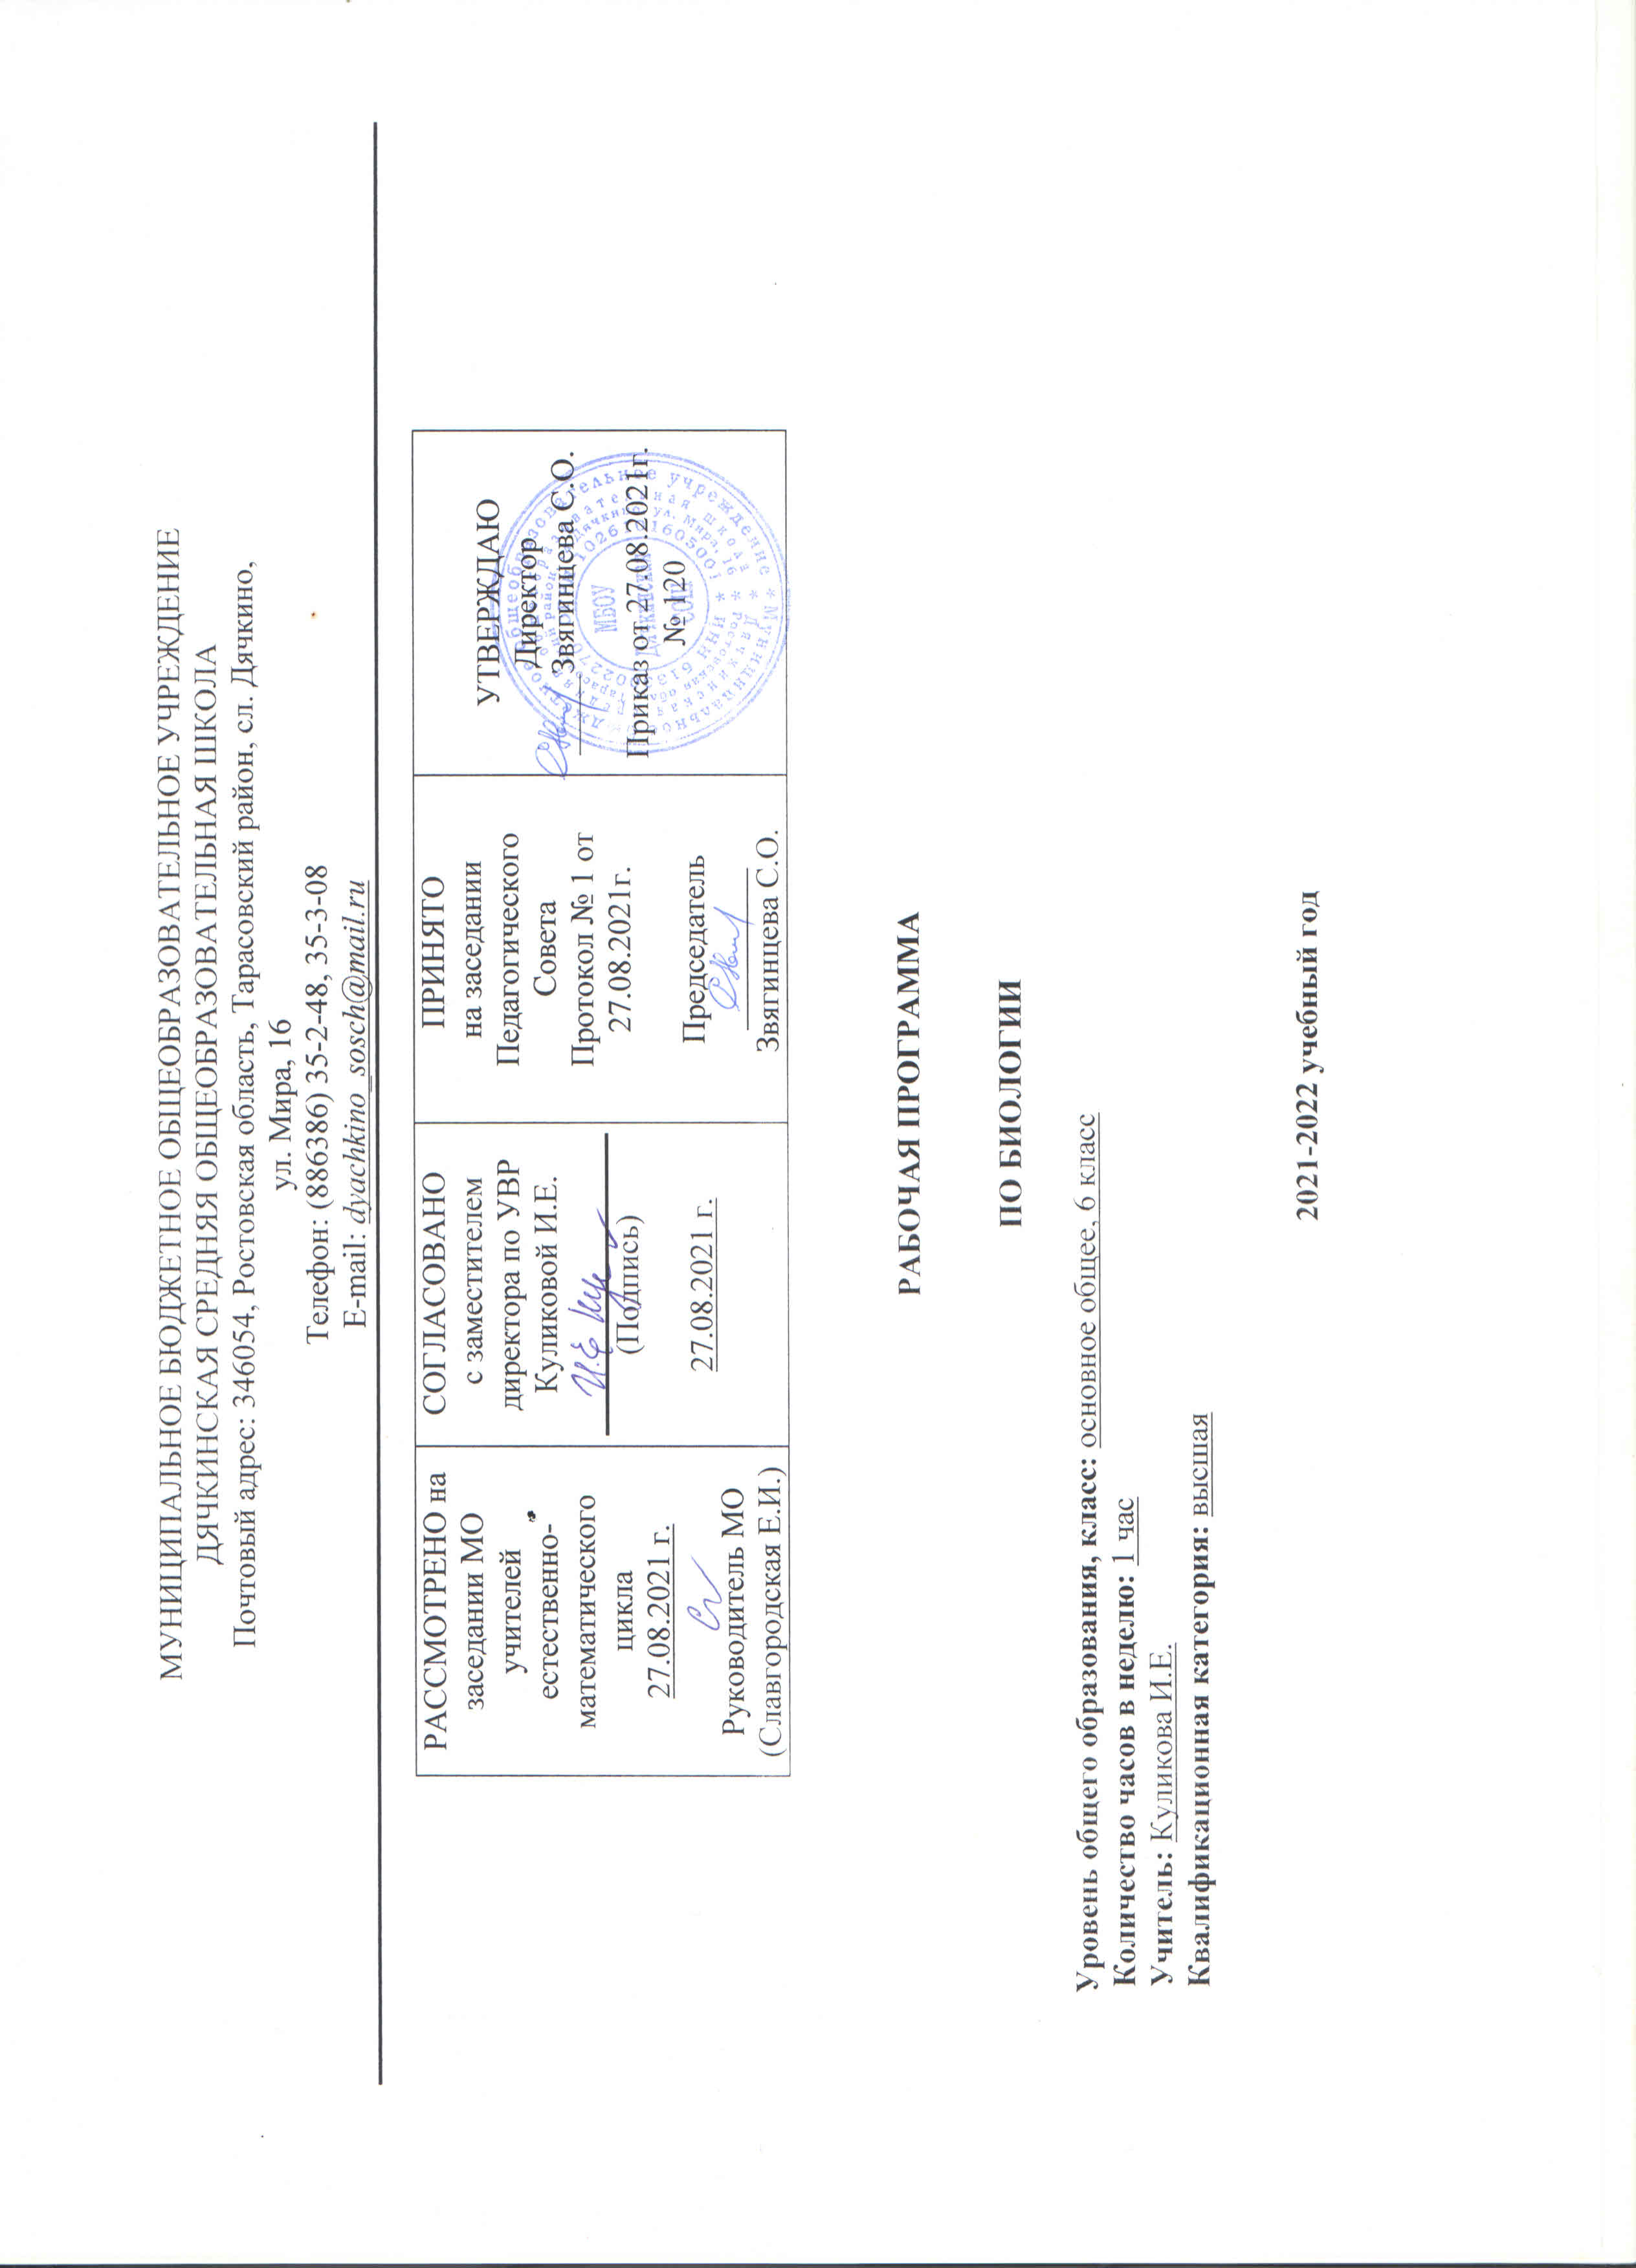 МУНИЦИПАЛЬНОЕ БЮДЖЕТНОЕ ОБЩЕОБРАЗОВАТЕЛЬНОЕ УЧРЕЖДЕНИЕ
ДЯЧКИНСКАЯ СРЕДНЯЯ ОБЩЕОБРАЗОВАТЕЛЬНАЯ ШКОЛА
Почтовый адрес: 346054, Ростовская область, Тарасовский район, сл. Дячкино,
ул. Мира, 16
Телефон: (886386) 35-2-48, 35-3-08
E-mail: dyachkino_sosch@mail.ru
РАССМОТРЕНО на
заседании МО
учителей
естественно-
математического
цикла
27.08.2021 г.
Руководитель МО
(Славгородская Е.И.)
СОГЛАСОВАНО
с заместителем
директора по УВР
Куликовой И.Е.
(Подпись)
27.08.2021 г.
ПРИНЯТО
на заседании
Педагогического
Совета
Протокол № 1 от
27.08.2021г.
Председатель
Звягинцева С.О.
УТВЕРЖДАЮ
Директор
Звягинцева С.О.
Приказ от 27.08.2021г.
№ 120
МБОУ
РАБОЧАЯ ПРОГРАММА
ПО БИОЛОГИИ
Уровень общего образования, класс: основное общее, 6 класс
Количество часов в неделю: 1 час
Учитель: Куликова И.Е.
Квалификационная категория: высшая
2021-2022 учебный год